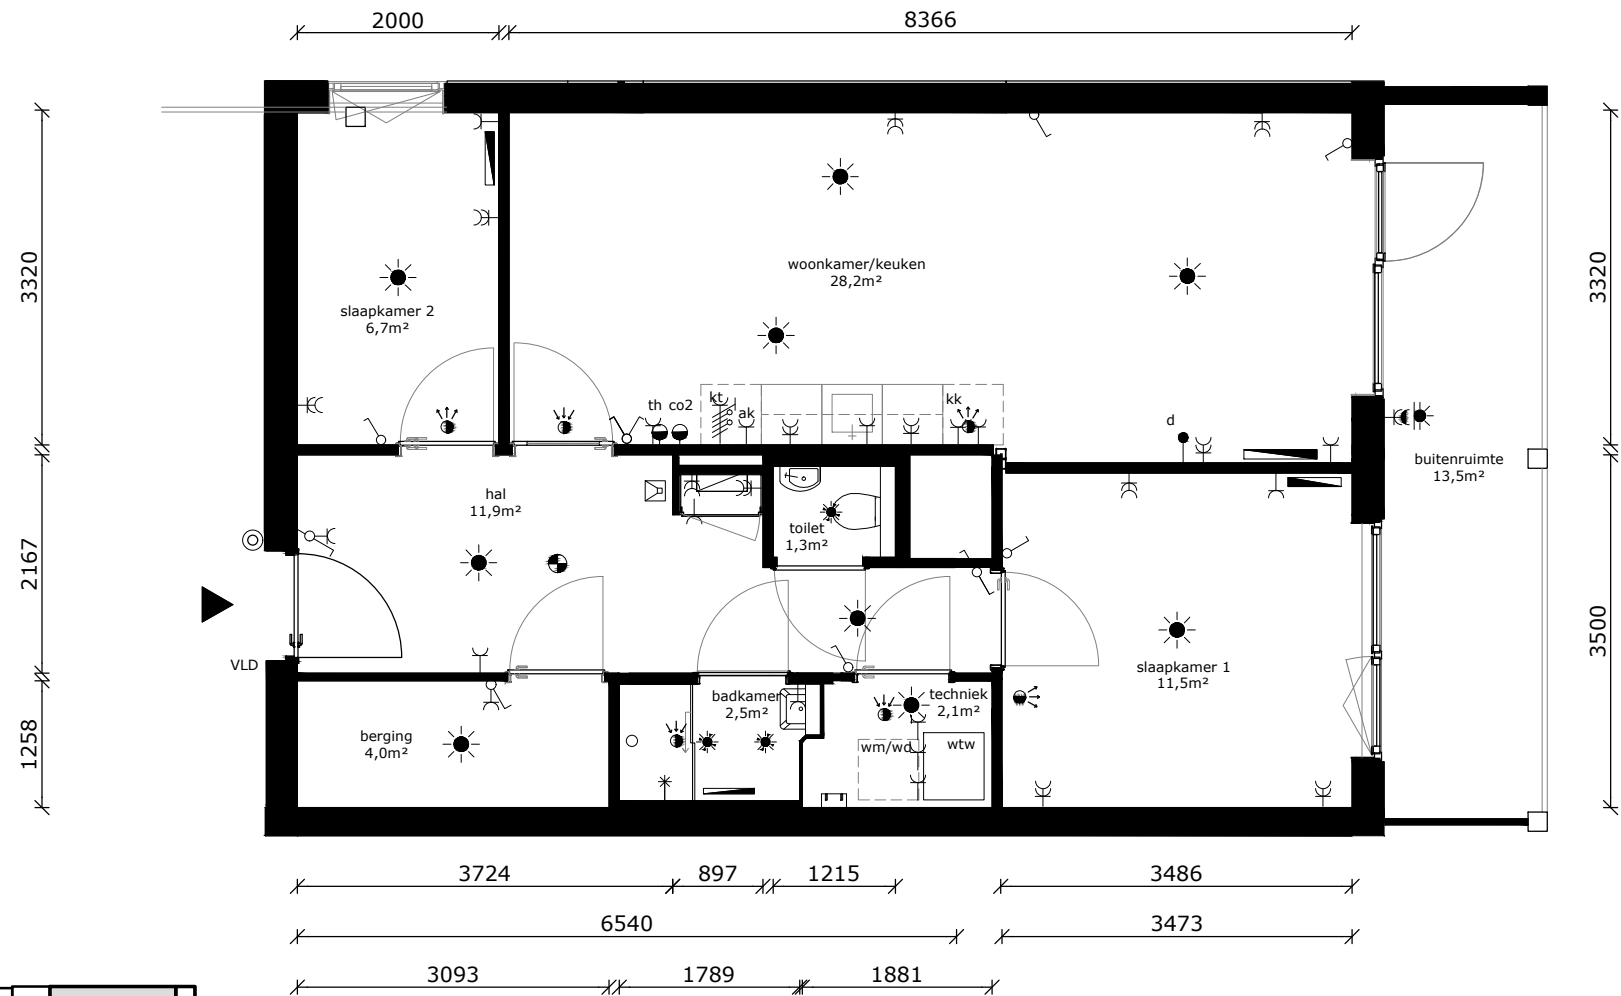 2000
8366
3320
3320
woonkamer/keuken
28,2m²
slaapkamer 2
6,7m²
th co2
kt
ak
kk
d
buitenruimte
13,5m²
hal
11,9m²
toilet
1,3m²
2167
3500
VLD
slaapkamer 1
11,5m²
badkamer
2,5m²
techniek
2,1m²
1258
berging
4,0m²
wm/wd
wtw
3724
897
1215
3486
6540
3473
3093
1789
1881